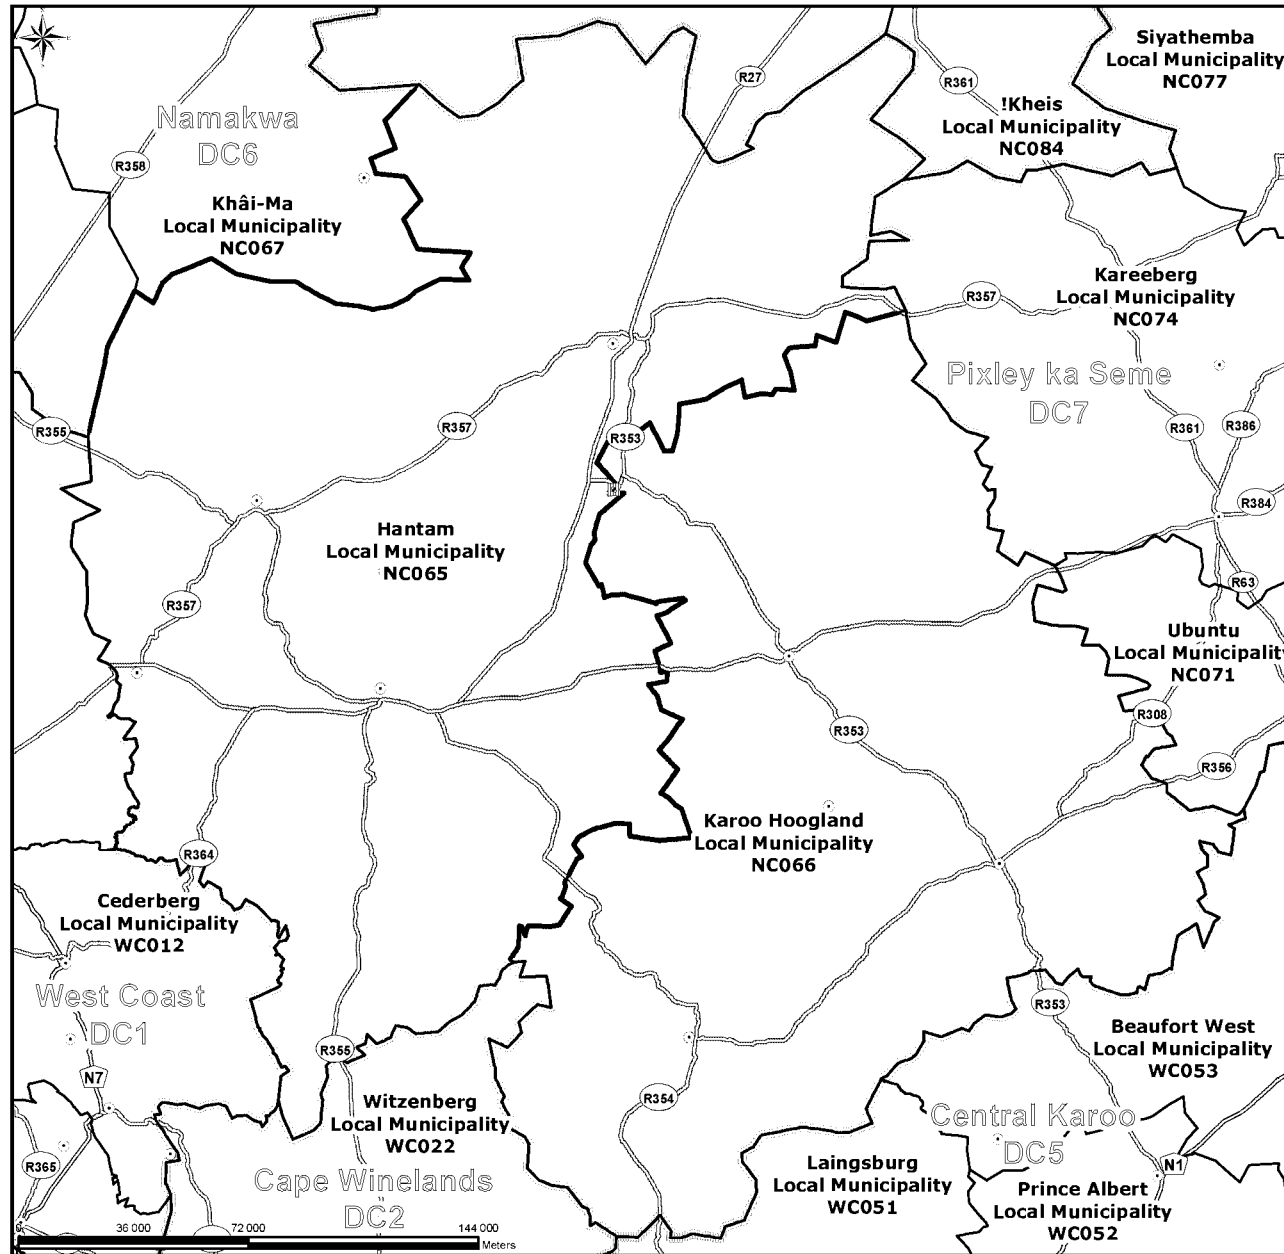 Siyathemba
Local Municipality
NC077
R27
R361
!Kheis
Local Municipality
NC084
Namakwa
DC6
R358
Khâi-Ma
Local Municipality
NC067
Kareeberg
Local Municipality
NC074
R357
Pixley ka Seme
DC7
R355
R357
R353
R361
R386
R384
Hantam
Local Municipality
NC065
R357
R63
Ubuntu
Local Municipality
NC071
R308
R353
R356
Karoo Hoogland
Local Municipality
NC066
R364
Cederberg
Local Municipality
WC012
West Coast
DC1
R353
Beaufort West
Local Municipality
WC053
R355
N7
Witzenberg
Local Municipality
WC022
R354
Central Karoo
DC5
R365
Cape Winelands
DC2
Laingsburg
Local Municipality
WC051
N1
Prince Albert
Local Municipality
WC052
0 36 000 72 000 144 000
Meters